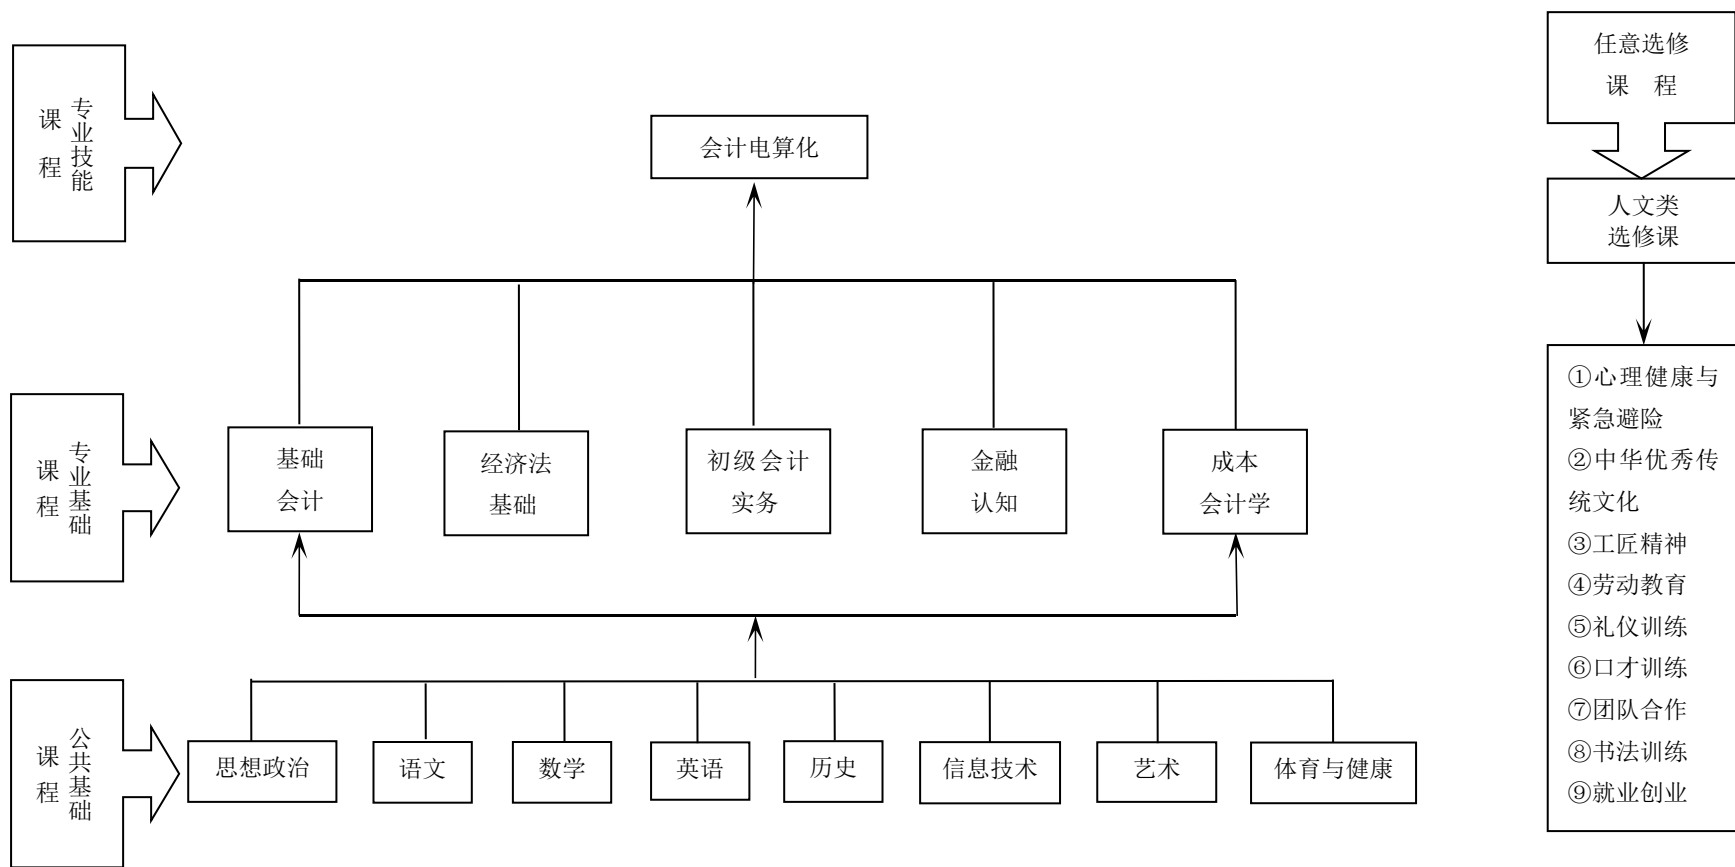 专业技能
课程
会计电算化
专业基础
课程
基础
会计
经济法
基础
初级会计
实务
金融
认知
成本
会计学
公共基础
课程
思想政治
语文
数学
英语
历史
信息技术
艺术
体育与健康
任意选修
课 程
人文类
选修课
①心理健康与
紧急避险
②中华优秀传
统文化
③工匠精神
④劳动教育
⑤礼仪训练
⑥口才训练
⑦团队合作
⑧书法训练
⑨就业创业